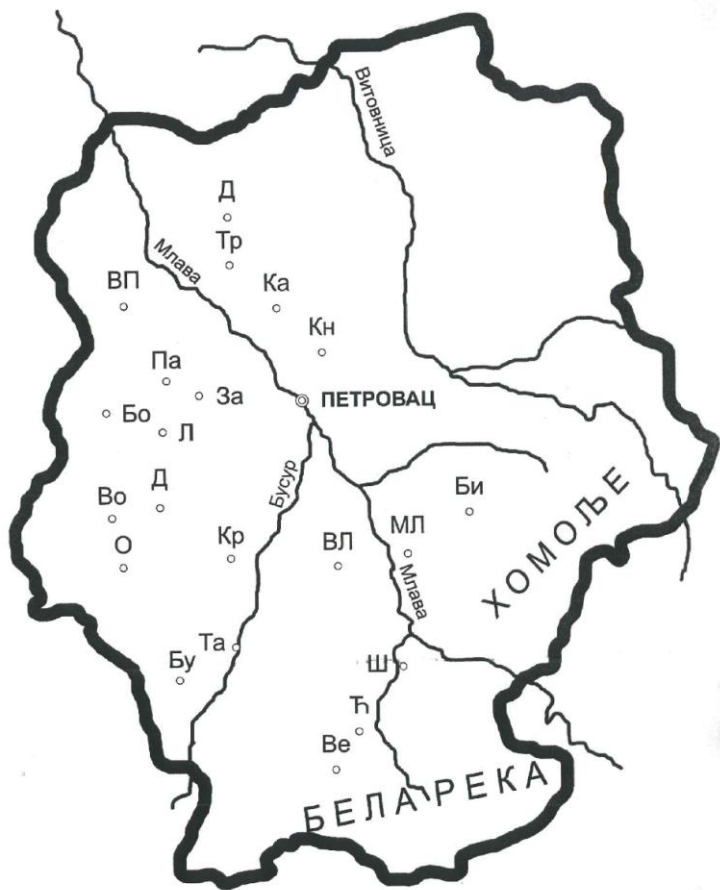 Витовница
Д
Тр
Млава
ВП
Ка
Кн
Па
За
ПЕТРОВАЦ
Бо
Л
Бусур
Д
Во
Би
МЛ
ХОМОЉЕ
О
Кр
ВЛ
Млава
Та
Бу
Ш
Ћ
Ве
БЕЛА РЕКА